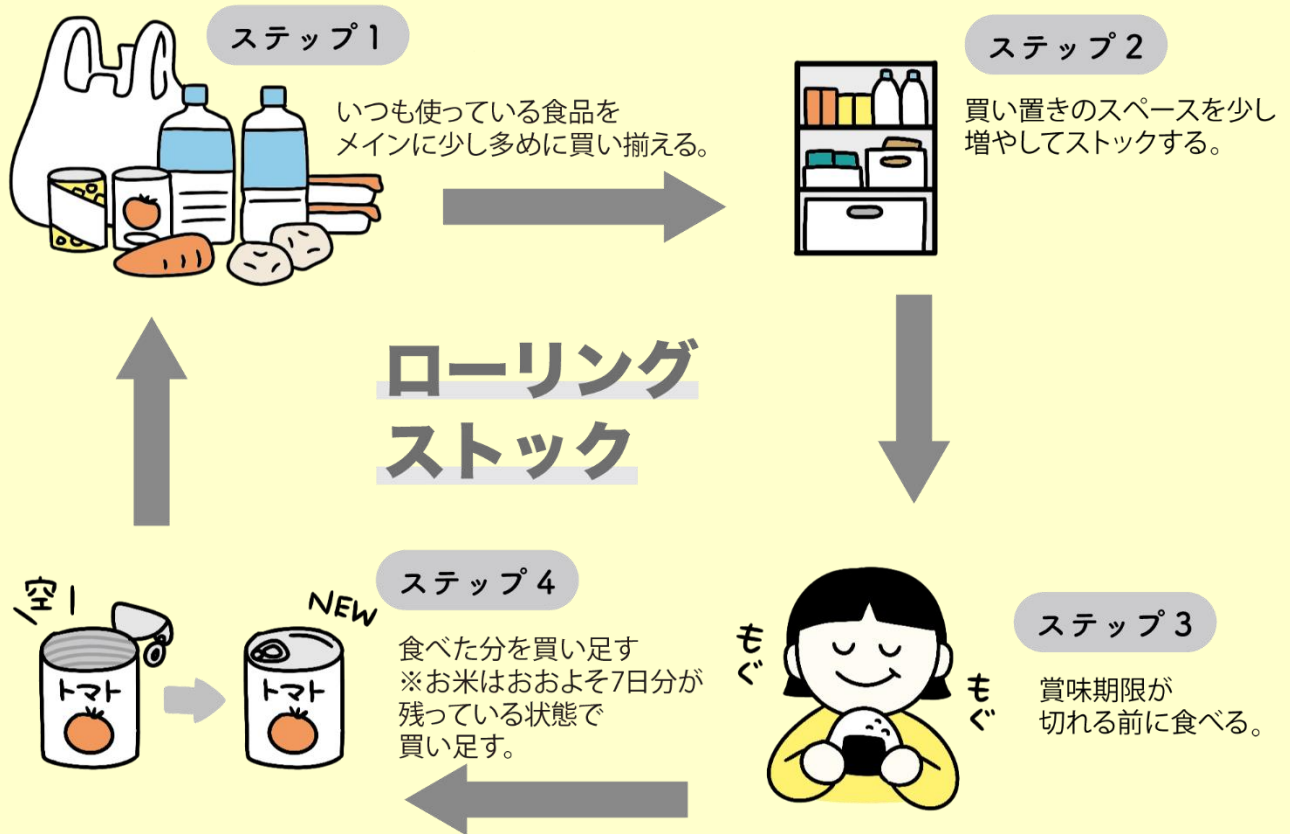 ステップ1
いつも使っている食品を
メインに少し多めに買い揃える。
ステップ2
買い置きのスペースを少し
増やしてストックする。
ローリング
ストック
ステップ3
賞味期限が
切れる前に食べる。
もぐ
もぐ
ステップ4
食べた分を買い足す
※お米はおおよそ7日分が
残っている状態で
買い足す。
空
NEW
トマト
トマト